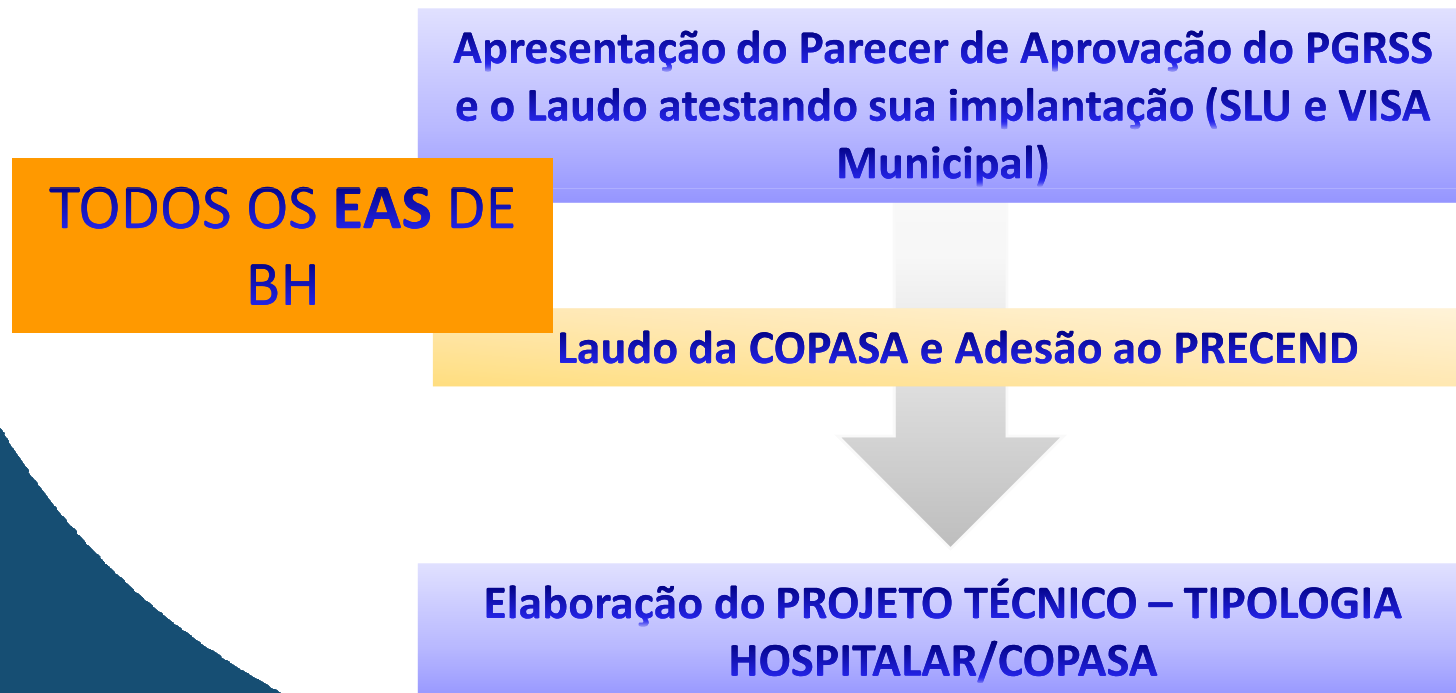 Apresentação do Parecer de Aprovação do PGRSS
e o Laudo atestando sua implantação (SLU e VISA
Municipal)
TODOS OS EAS DE
BH
Laudo da COPASA e Adesão ao PRECEND
Elaboração do PROJETO TÉCNICO – TIPOLOGIA
HOSPITALAR/COPASA